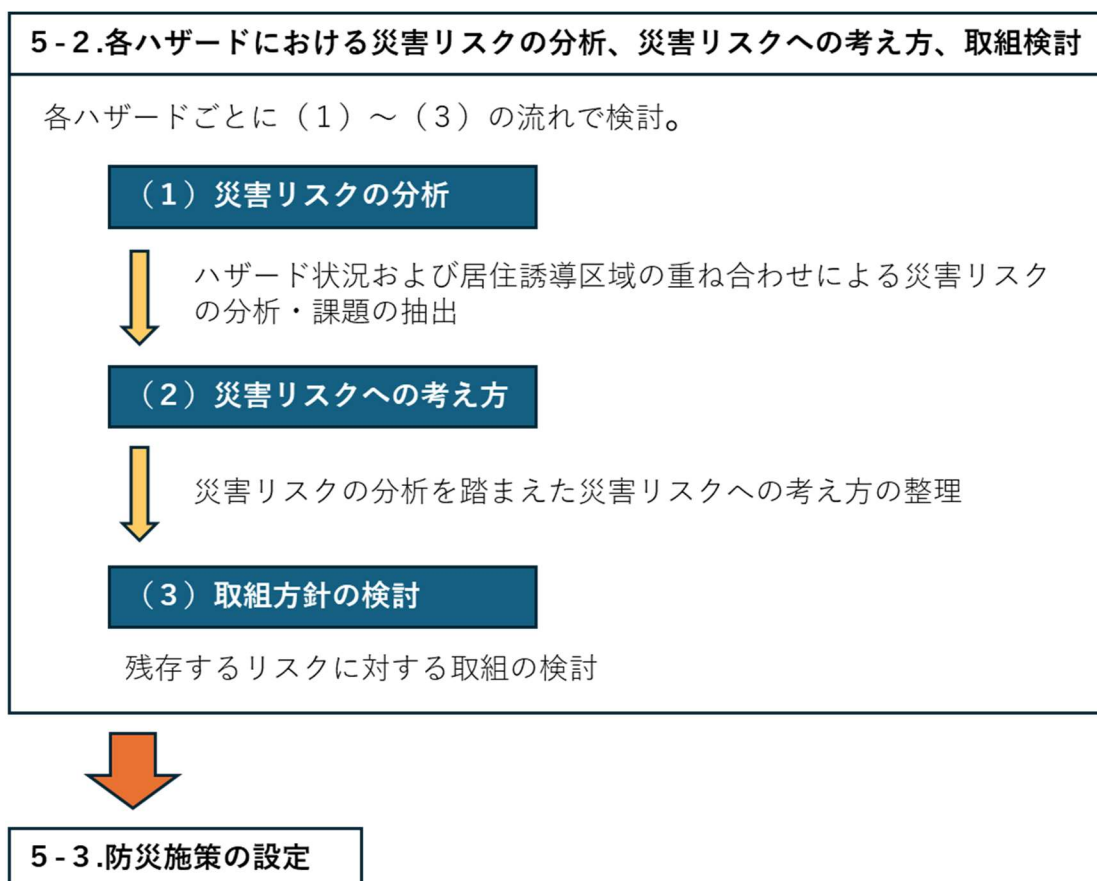 ５-２.各ハザードにおける災害リスクの分析、災害リスクへの考え方、取組検討
各ハザードごとに（１）～（３）の流れで検討。
（１）災害リスクの分析
ハザード状況および居住誘導区域の重ね合わせによる災害リスク
の分析・課題の抽出
（２）災害リスクへの考え方
災害リスクの分析を踏まえた災害リスクへの考え方の整理
（３）取組方針の検討
残存するリスクに対する取組の検討
５-３.防災施策の設定